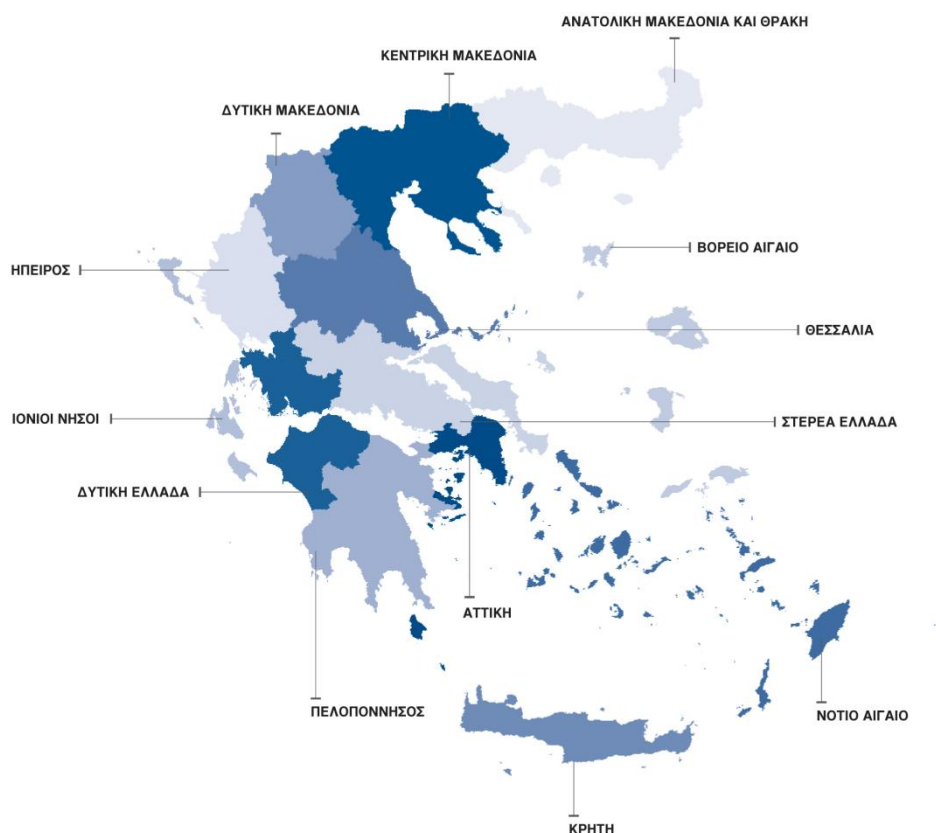 ΑΝΑΤΟΛΙΚΗ ΜΑΚΕΔΟΝΙΑ ΚΑΙ ΘΡΑΚΗ
ΚΕΝΤΡΙΚΗ ΜΑΚΕΔΟΝΙΑ
ΔΥΤΙΚΗ ΜΑΚΕΔΟΝΙΑ
ΒΟΡΕΙΟ ΑΙΓΑΙΟ
ΗΠΕΙΡΟΣ
ΘΕΣΣΑΛΙΑ
ΙΟΝΙΟΙ ΝΗΣΟΙ
ΣΤΕΡΕΑ ΕΛΛΑΔΑ
ΔΥΤΙΚΗ ΕΛΛΑΔΑ
ΑΤΤΙΚΗ
ΠΕΛΟΠΟΝΝΗΣΟΣ
ΝΟΤΙΟ ΑΙΓΑΙΟ
ΚΡΗΤΗ